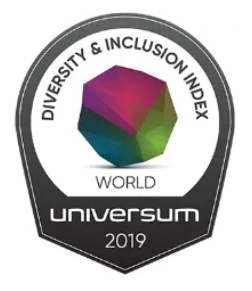 DIVERSITY & INCLUSION INDEX
WORLD
universum
2019